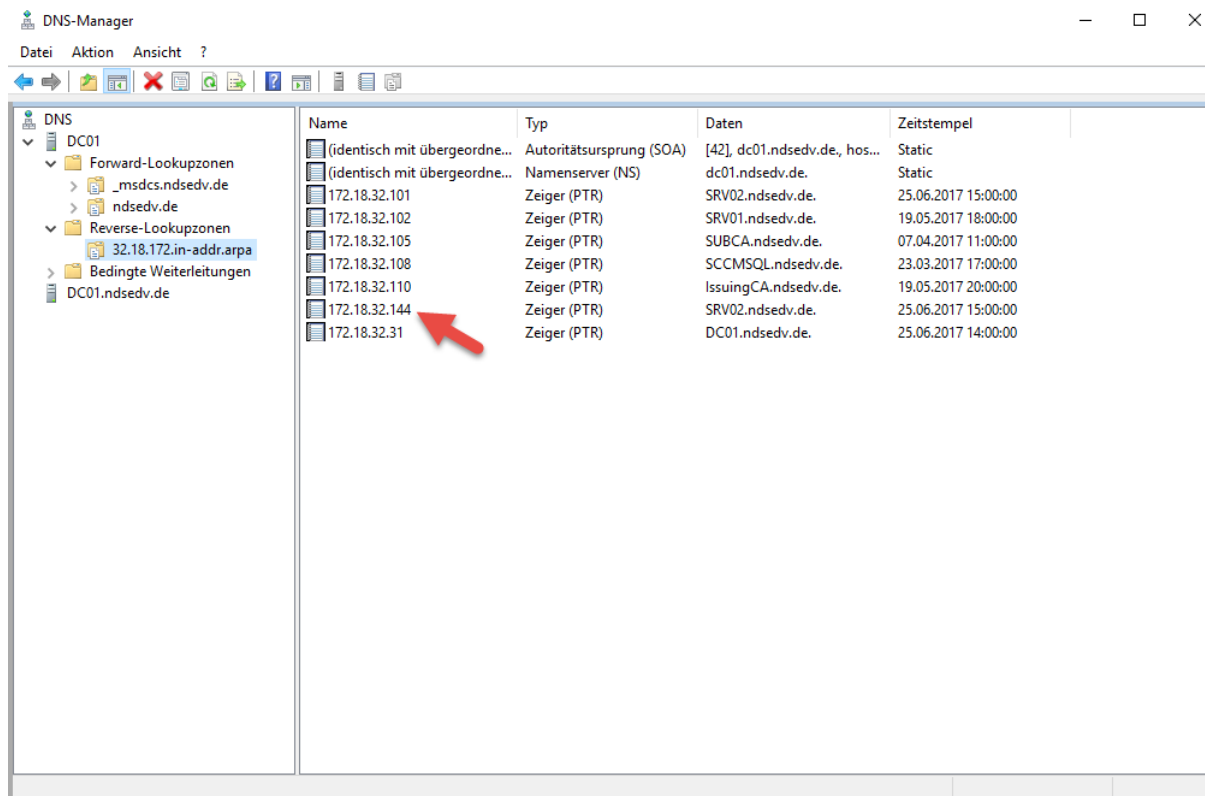 DNS-Manager
Datei Aktion Ansicht ?
DNS
DC01
Forward-Lookupzonen
_msdcs.ndsedv.de
ndsedv.de
Reverse-Lookupzonen
32.18.172.in-addr.arpa
Bedingte Weiterleitungen
DC01.ndsedv.de
Name Typ Daten Zeitstempel
(identisch mit übergeordne... Autoritätsursprung (SOA) [42], dc01.ndsedv.de., hos... Static
(identisch mit übergeordne... Namenserver (NS) dc01.ndsedv.de. Static
172.18.32.101 Zeiger (PTR) SRV02.ndsedv.de. 25.06.2017 15:00:00
172.18.32.102 Zeiger (PTR) SRV01.ndsedv.de. 19.05.2017 18:00:00
172.18.32.105 Zeiger (PTR) SUBCA.ndsedv.de. 07.04.2017 11:00:00
172.18.32.108 Zeiger (PTR) SCCMSQL.ndsedv.de. 23.03.2017 17:00:00
172.18.32.110 Zeiger (PTR) IssuingCA.ndsedv.de. 19.05.2017 20:00:00
172.18.32.144 Zeiger (PTR) SRV02.ndsedv.de. 25.06.2017 15:00:00
172.18.32.31 Zeiger (PTR) DC01.ndsedv.de. 25.06.2017 14:00:00